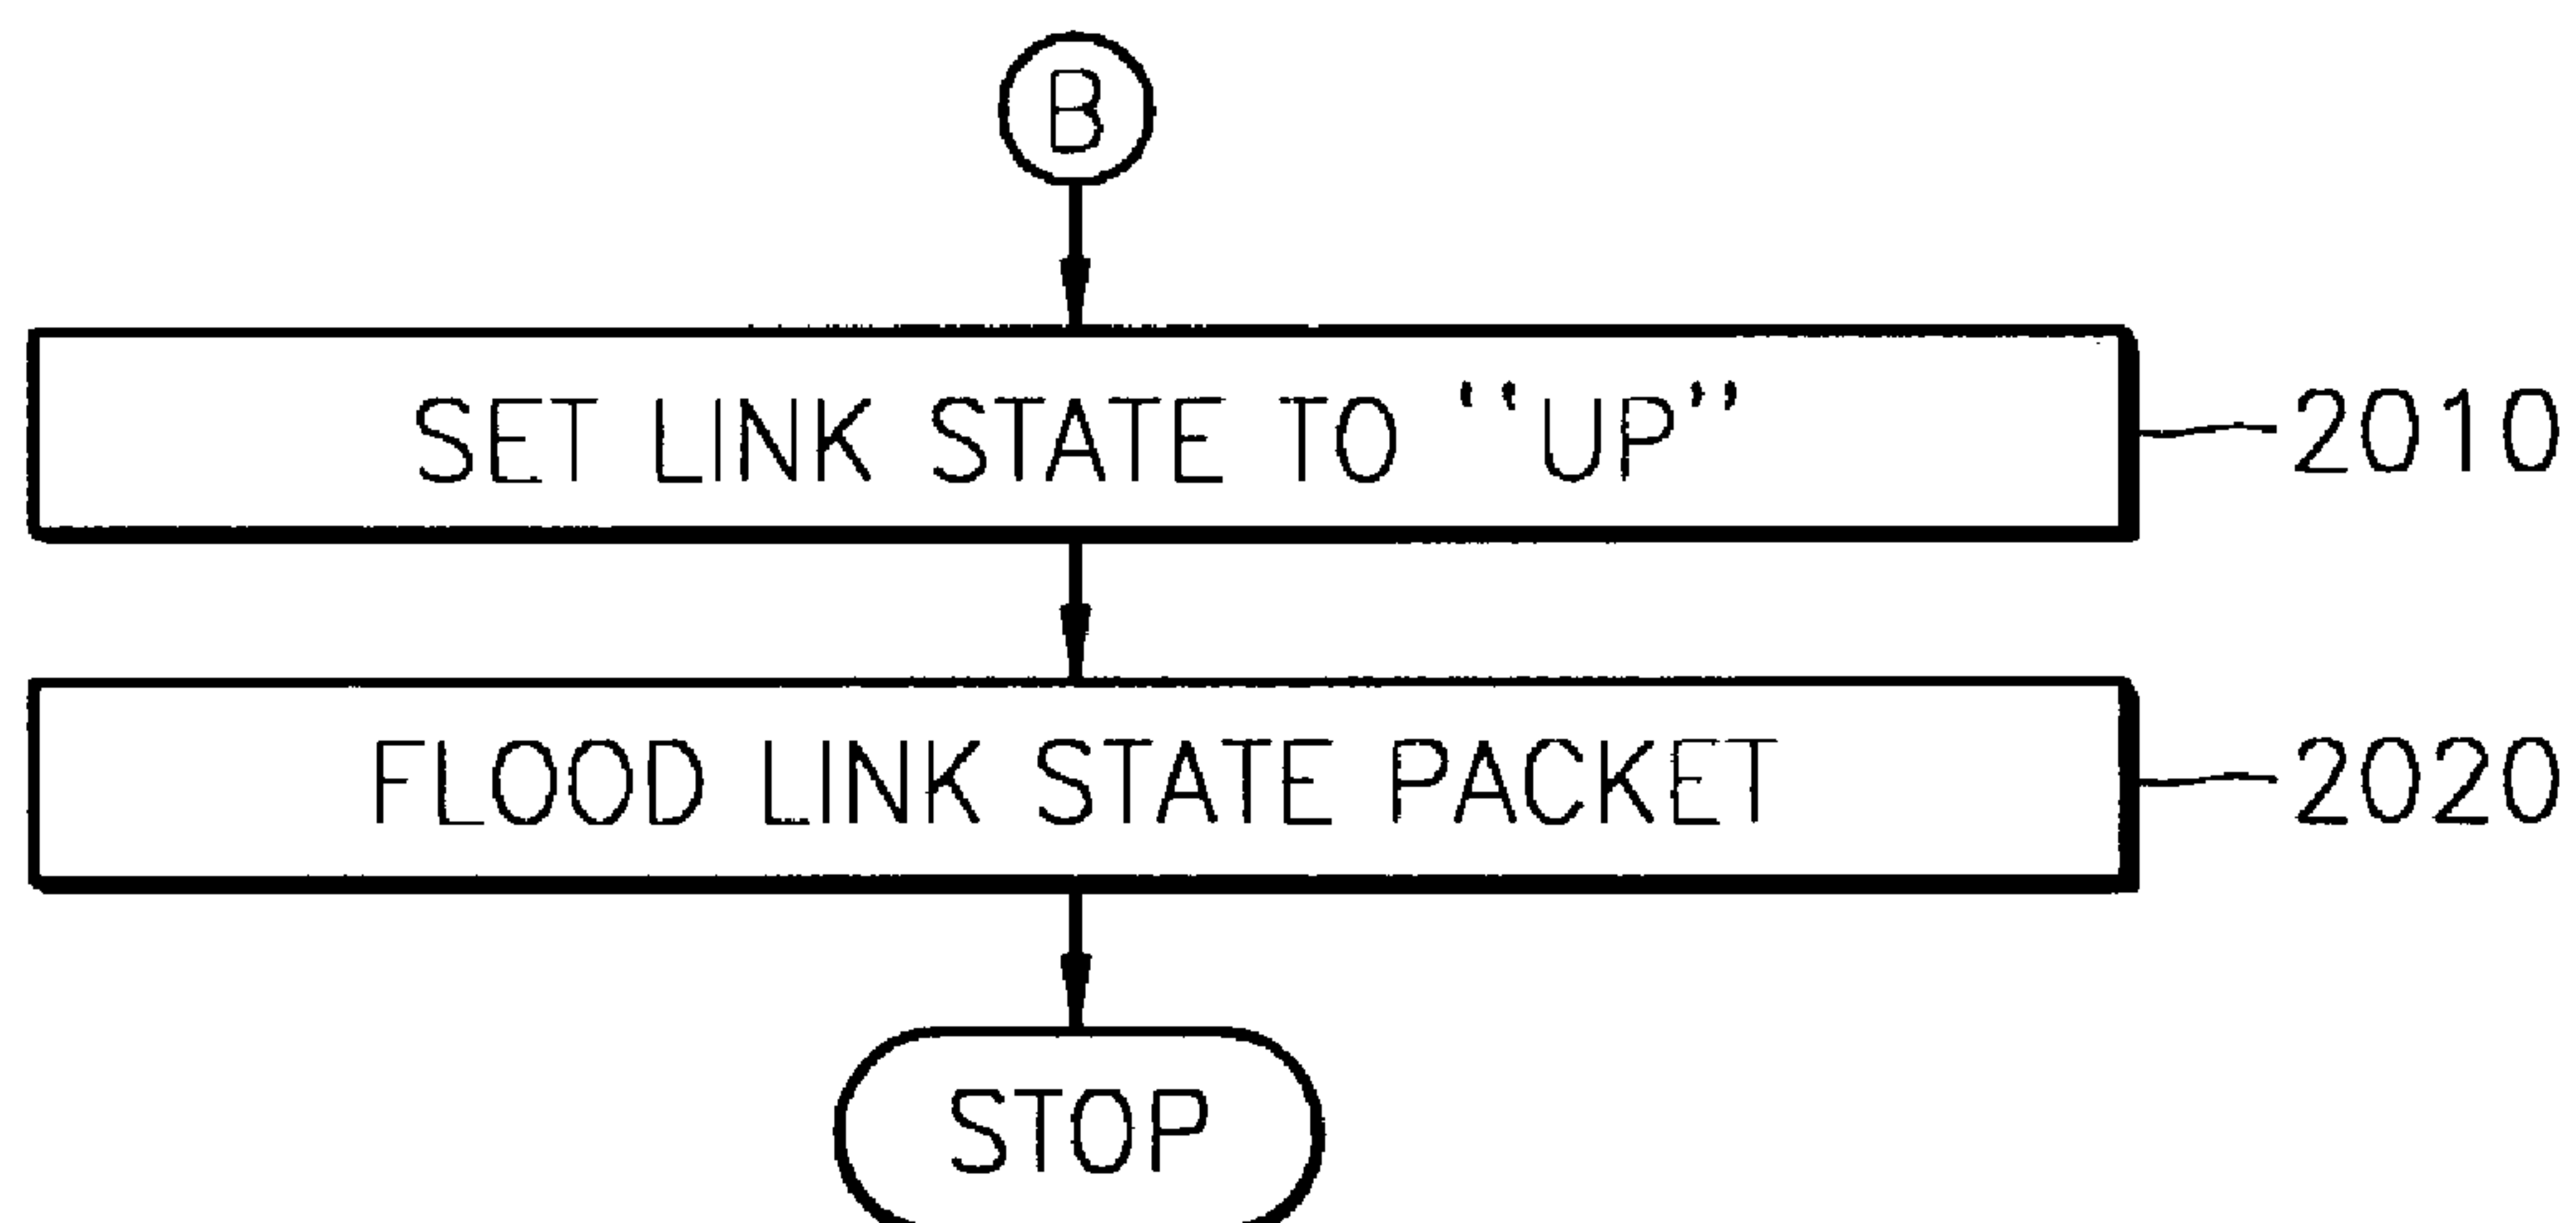 B
SET LINK STATE TO "UP" 2010
FLOOD LINK STATE PACKET 2020
STOP